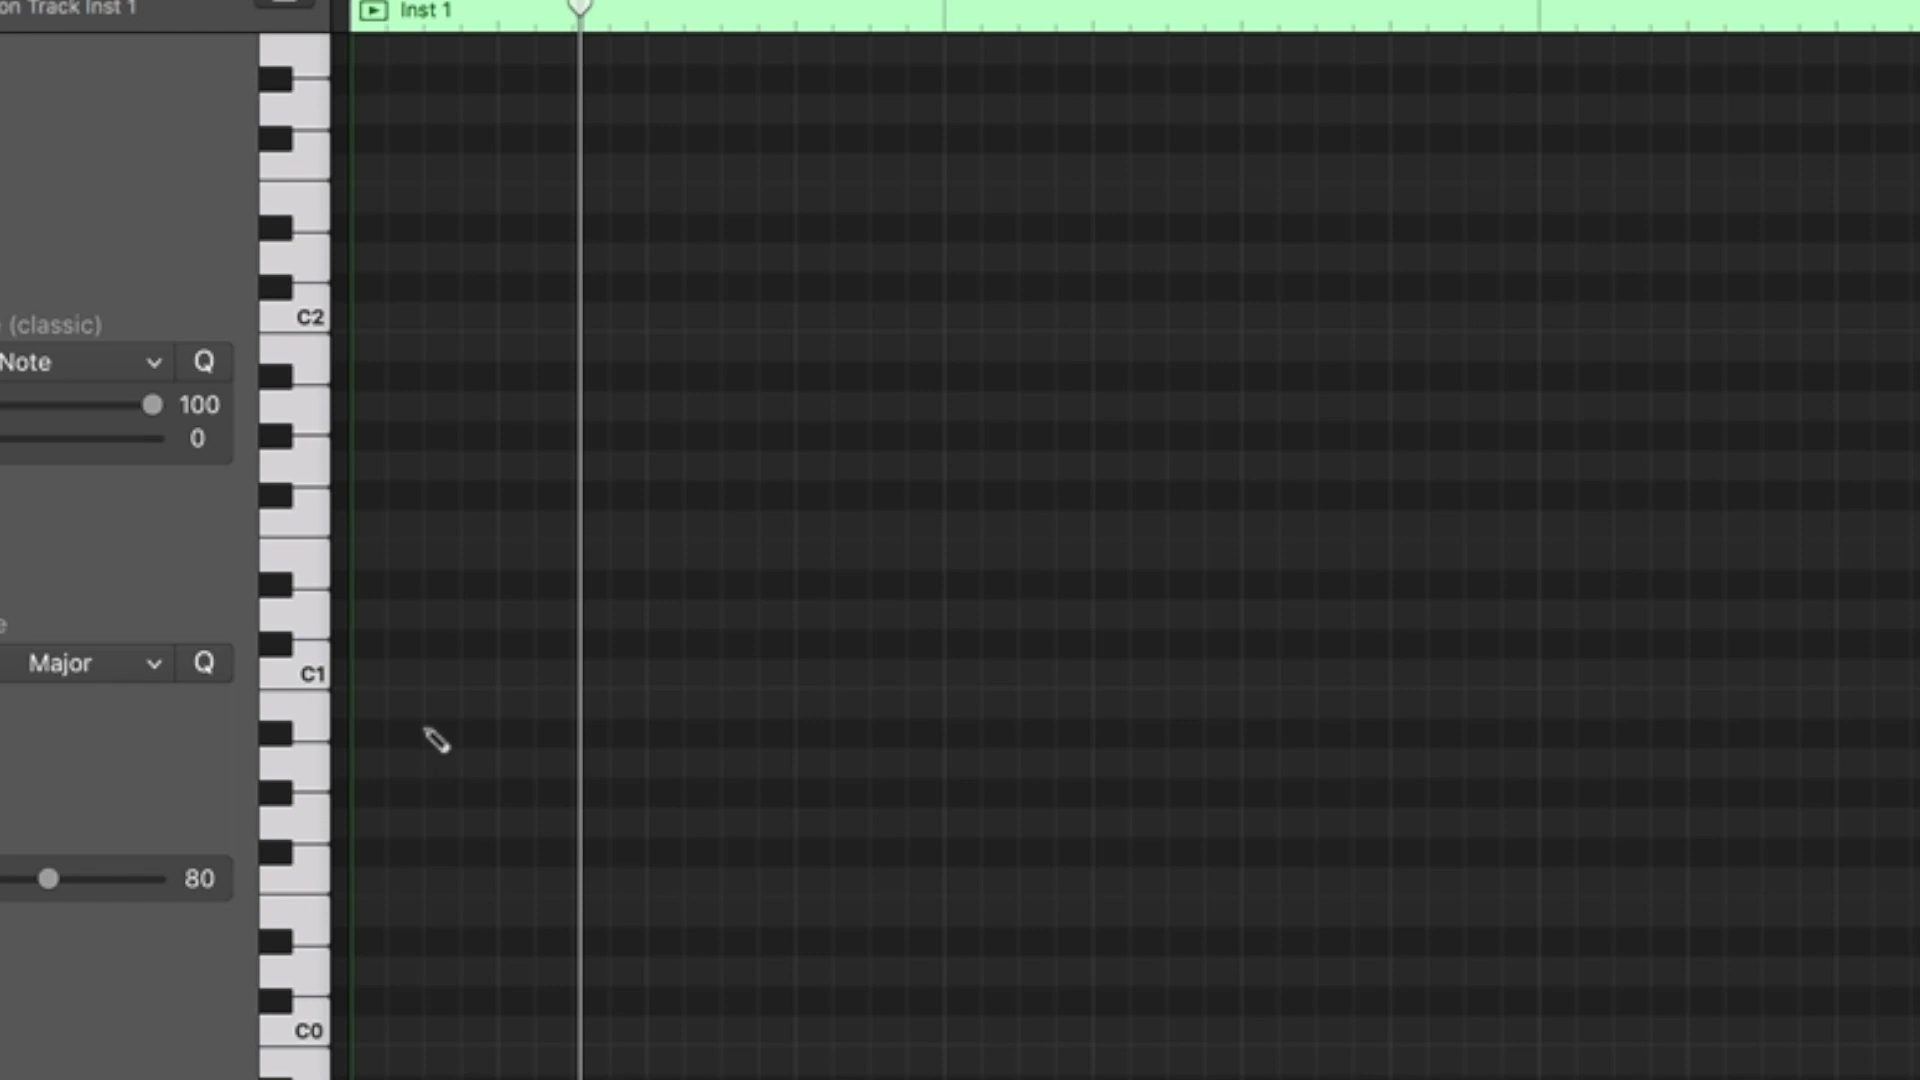 on Track Inst 1
Inst 1
C2
(classic)
Note
Q
100
0
C1
Major
Q
80
C0